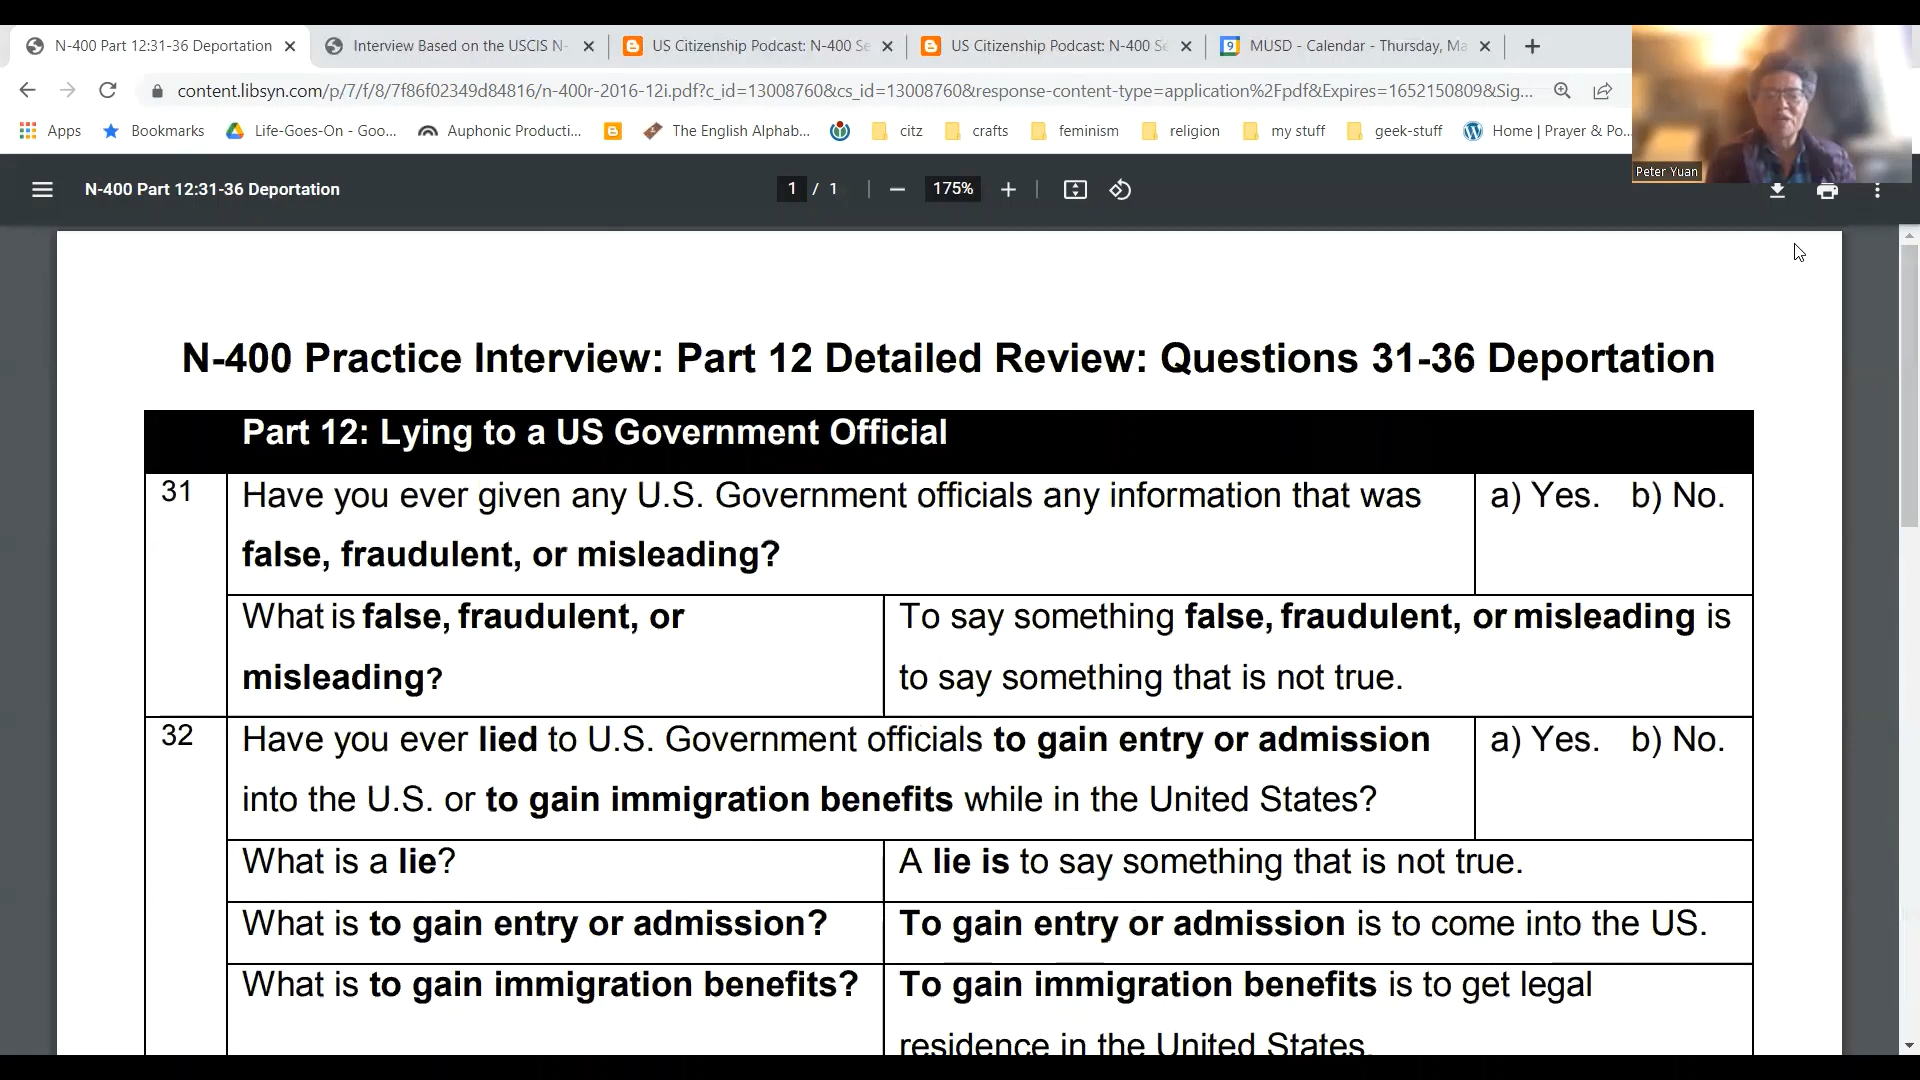 N-400 Part 12:31-36 Deportation
Interview Based on the USCIS N-
US Citizenship Podcast: N-400 Se
US Citizenship Podcast: N-400 Se
9 MUSD - Calendar - Thursday, Ma
content.libsyn.com/p/7/f/8/7f86f02349d84816/n-400r-2016-12i.pdf?c_id=13008760&cs_id=13008760&response-content-type=application%2Fpdf&Expires=1652150809&Sig...
Apps Bookmarks Life-Goes-On - Goo... Auphonic Producti... The English Alphab... citz crafts feminism religion my stuff geek-stuff Home | Prayer & Po...
Peter Yuan
N-400 Part 12:31-36 Deportation 1 / 1 175%
N-400 Practice Interview: Part 12 Detailed Review: Questions 31-36 Deportation
Part 12: Lying to a US Government Official
31 Have you ever given any U.S. Government officials any information that was a) Yes. b) No.
false, fraudulent, or misleading?
What is false, fraudulent, or
misleading?
To say something false, fraudulent, or misleading is
to say something that is not true.
32 Have you ever lied to U.S. Government officials to gain entry or admission a) Yes. b) No.
into the U.S. or to gain immigration benefits while in the United States?
What is a lie? A lie is to say something that is not true.
What is to gain entry or admission? To gain entry or admission is to come into the US.
What is to gain immigration benefits? To gain immigration benefits is to get legal
residence in the United States.